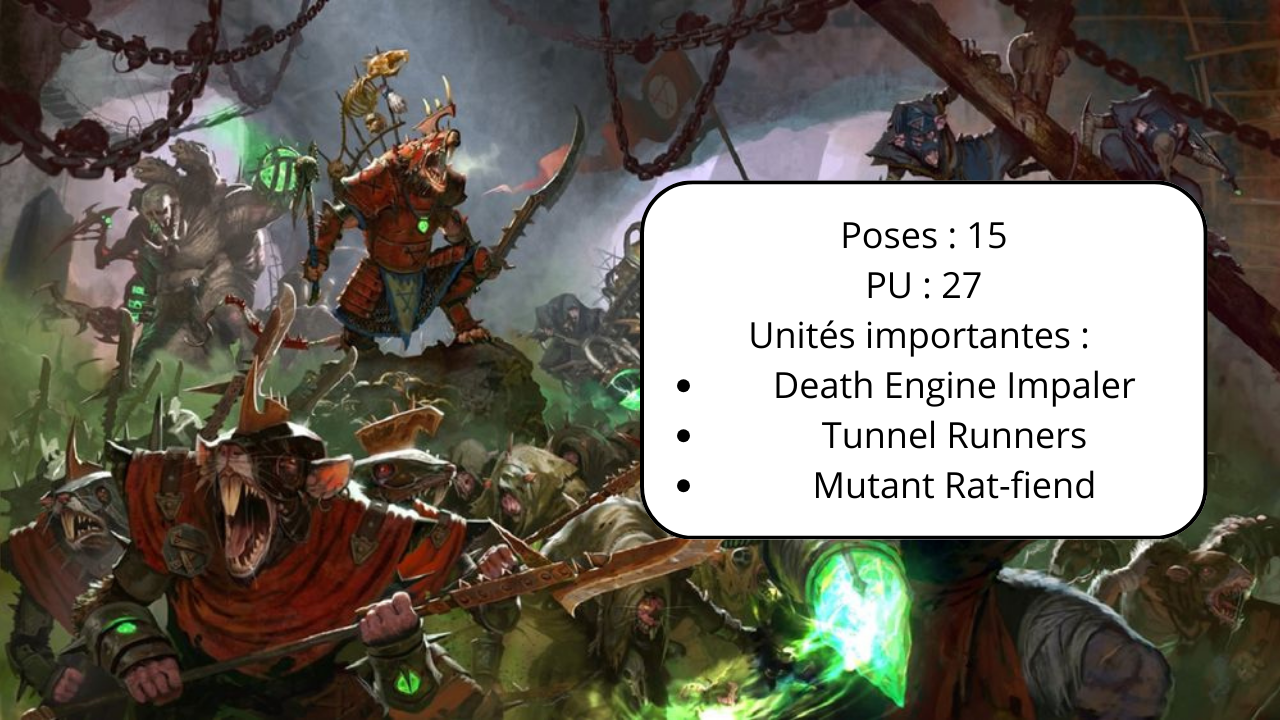 Poses : 15
PU : 27
Unités importantes :
• Death Engine Impaler
• Tunnel Runners
• Mutant Rat-fiend